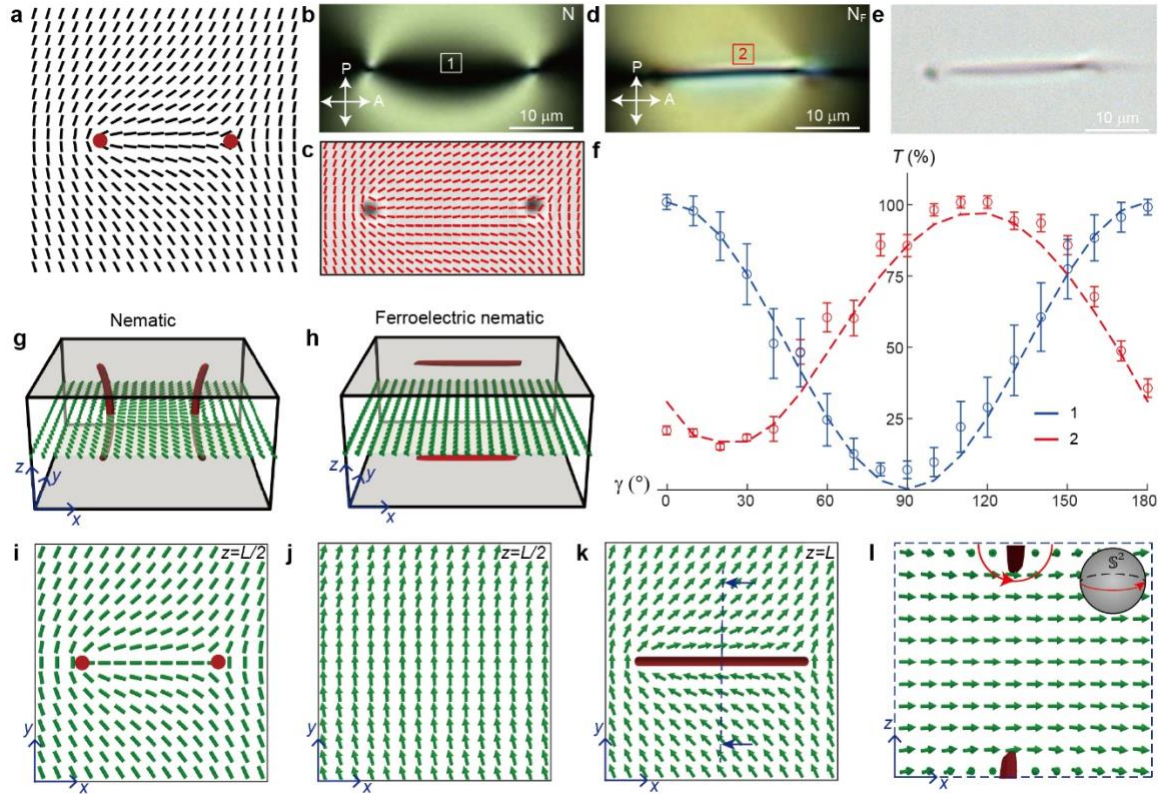 a
b
N
1
P
A
10 μm
d
N_F
2
P
A
10 μm
e
10 μm
c
f
T (%)
100
75
50
25
1
2
γ (°)
0
30
60
90
120
150
180
Nematic
g
z
y
x
Ferroelectric nematic
h
z
y
x
i
z=L/2
y
x
j
z=L/2
y
x
k
z=L
y
x
l
𝕊²
z
x